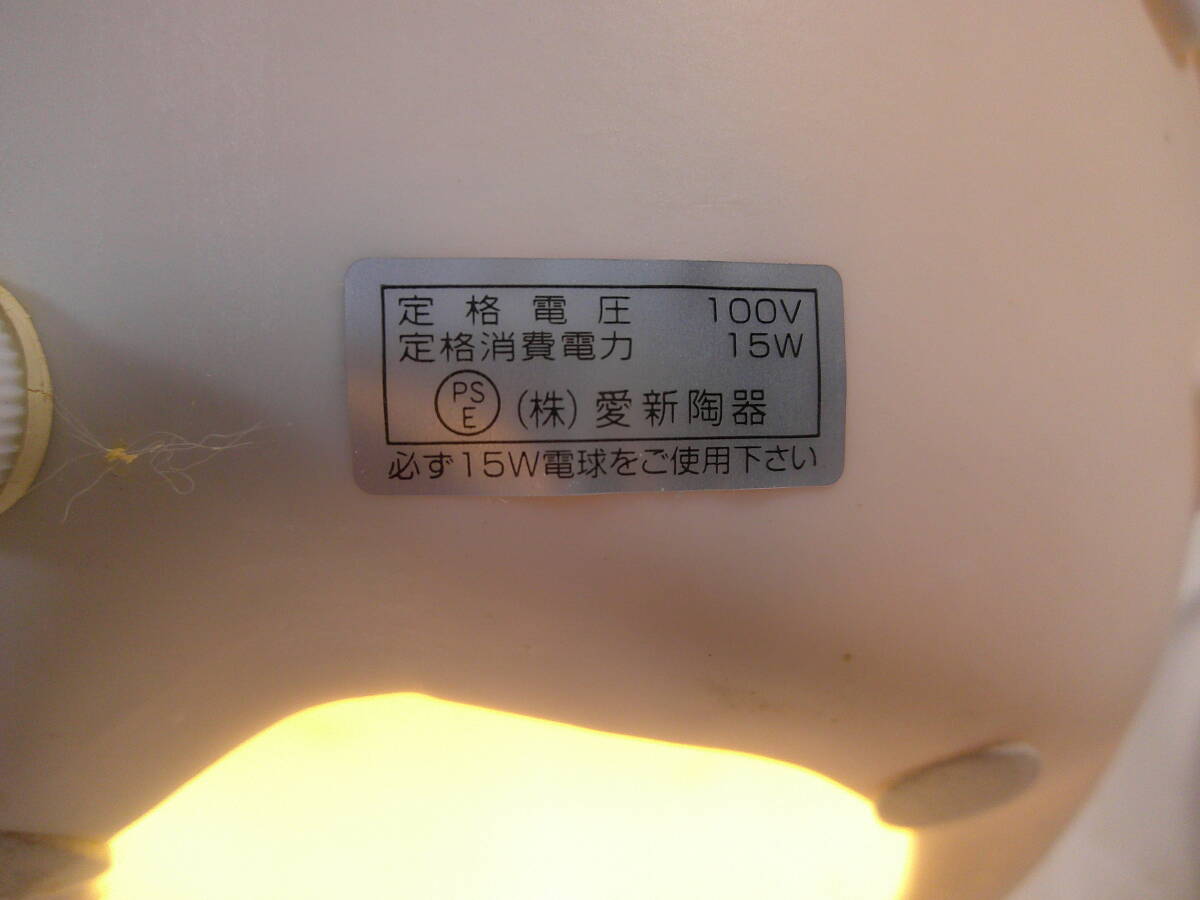 定格電圧 100V
定格消費電力 15W
PSE (株)愛新陶器
必ず15W電球をご使用下さい